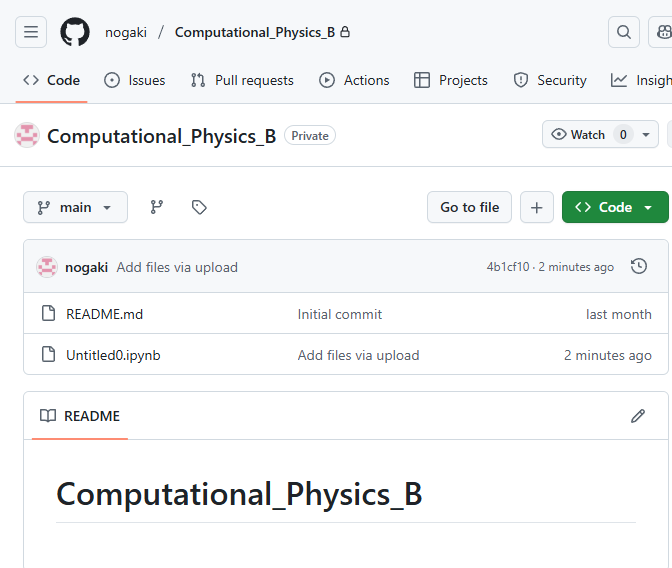 nogaki / Computational_Physics_B
Code Issues Pull requests Actions Projects Security Insigh
Computational_Physics_B Private Watch 0
main Go to file + Code
nogaki Add files via upload 4b1cf10 · 2 minutes ago
README.md Initial commit last month
Untitled0.ipynb Add files via upload 2 minutes ago
README
Computational_Physics_B